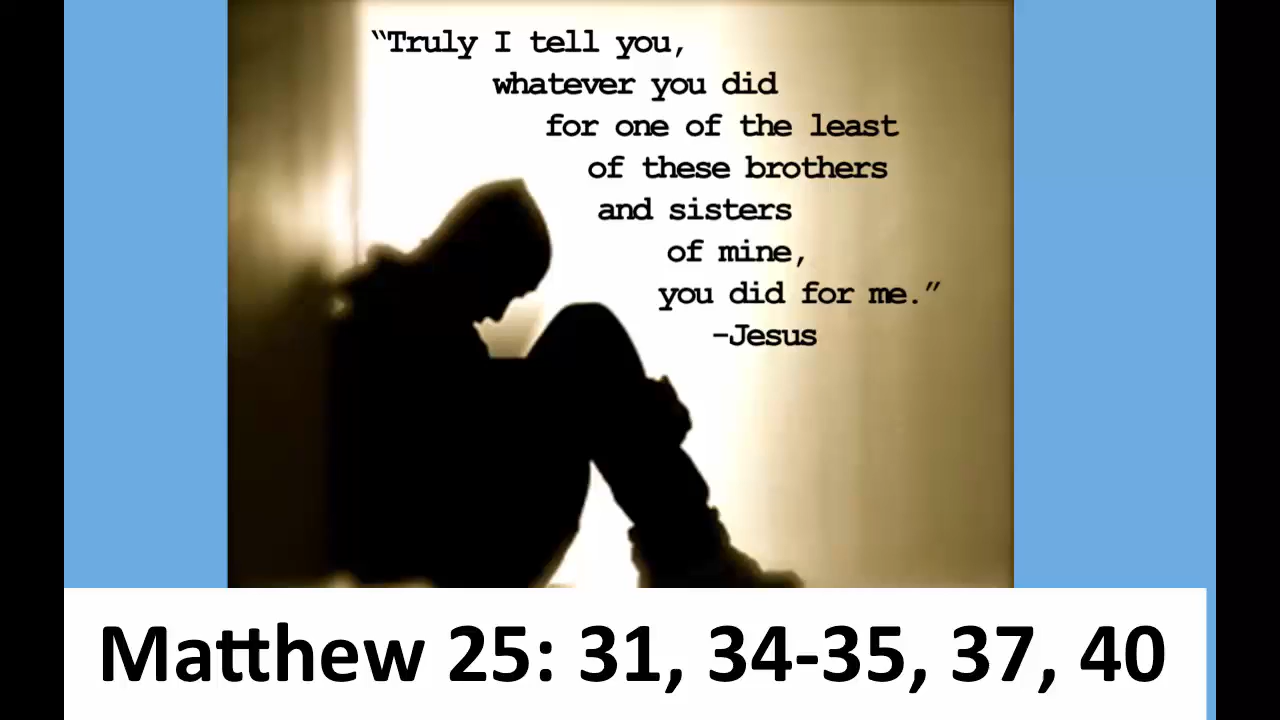 “Truly I tell you,
whatever you did
for one of the least
of these brothers
and sisters
of mine,
you did for me.”
-Jesus
Matthew 25: 31, 34-35, 37, 40